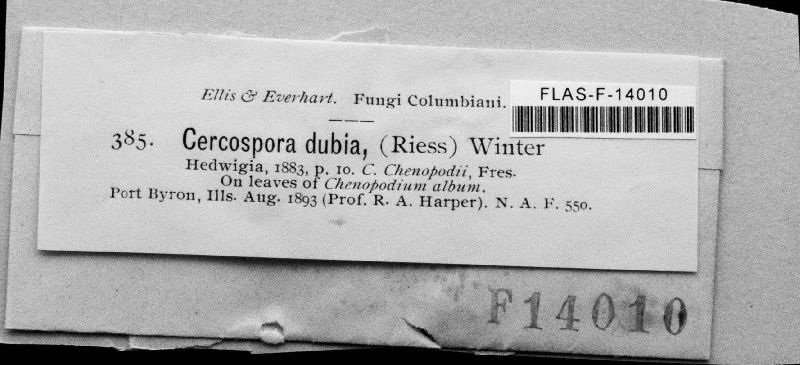 Ellis & Everhart. Fungi Columbiani.
FLAS-F-14010
385. Cercospora dubia, (Riess) Winter
Hedwigia, 1883, p. 10. C. Chenopodii, Fres.
On leaves of Chenopodium album.
Port Byron, Ills. Aug. 1893 (Prof. R. A. Harper). N. A. F. 550.
F14010